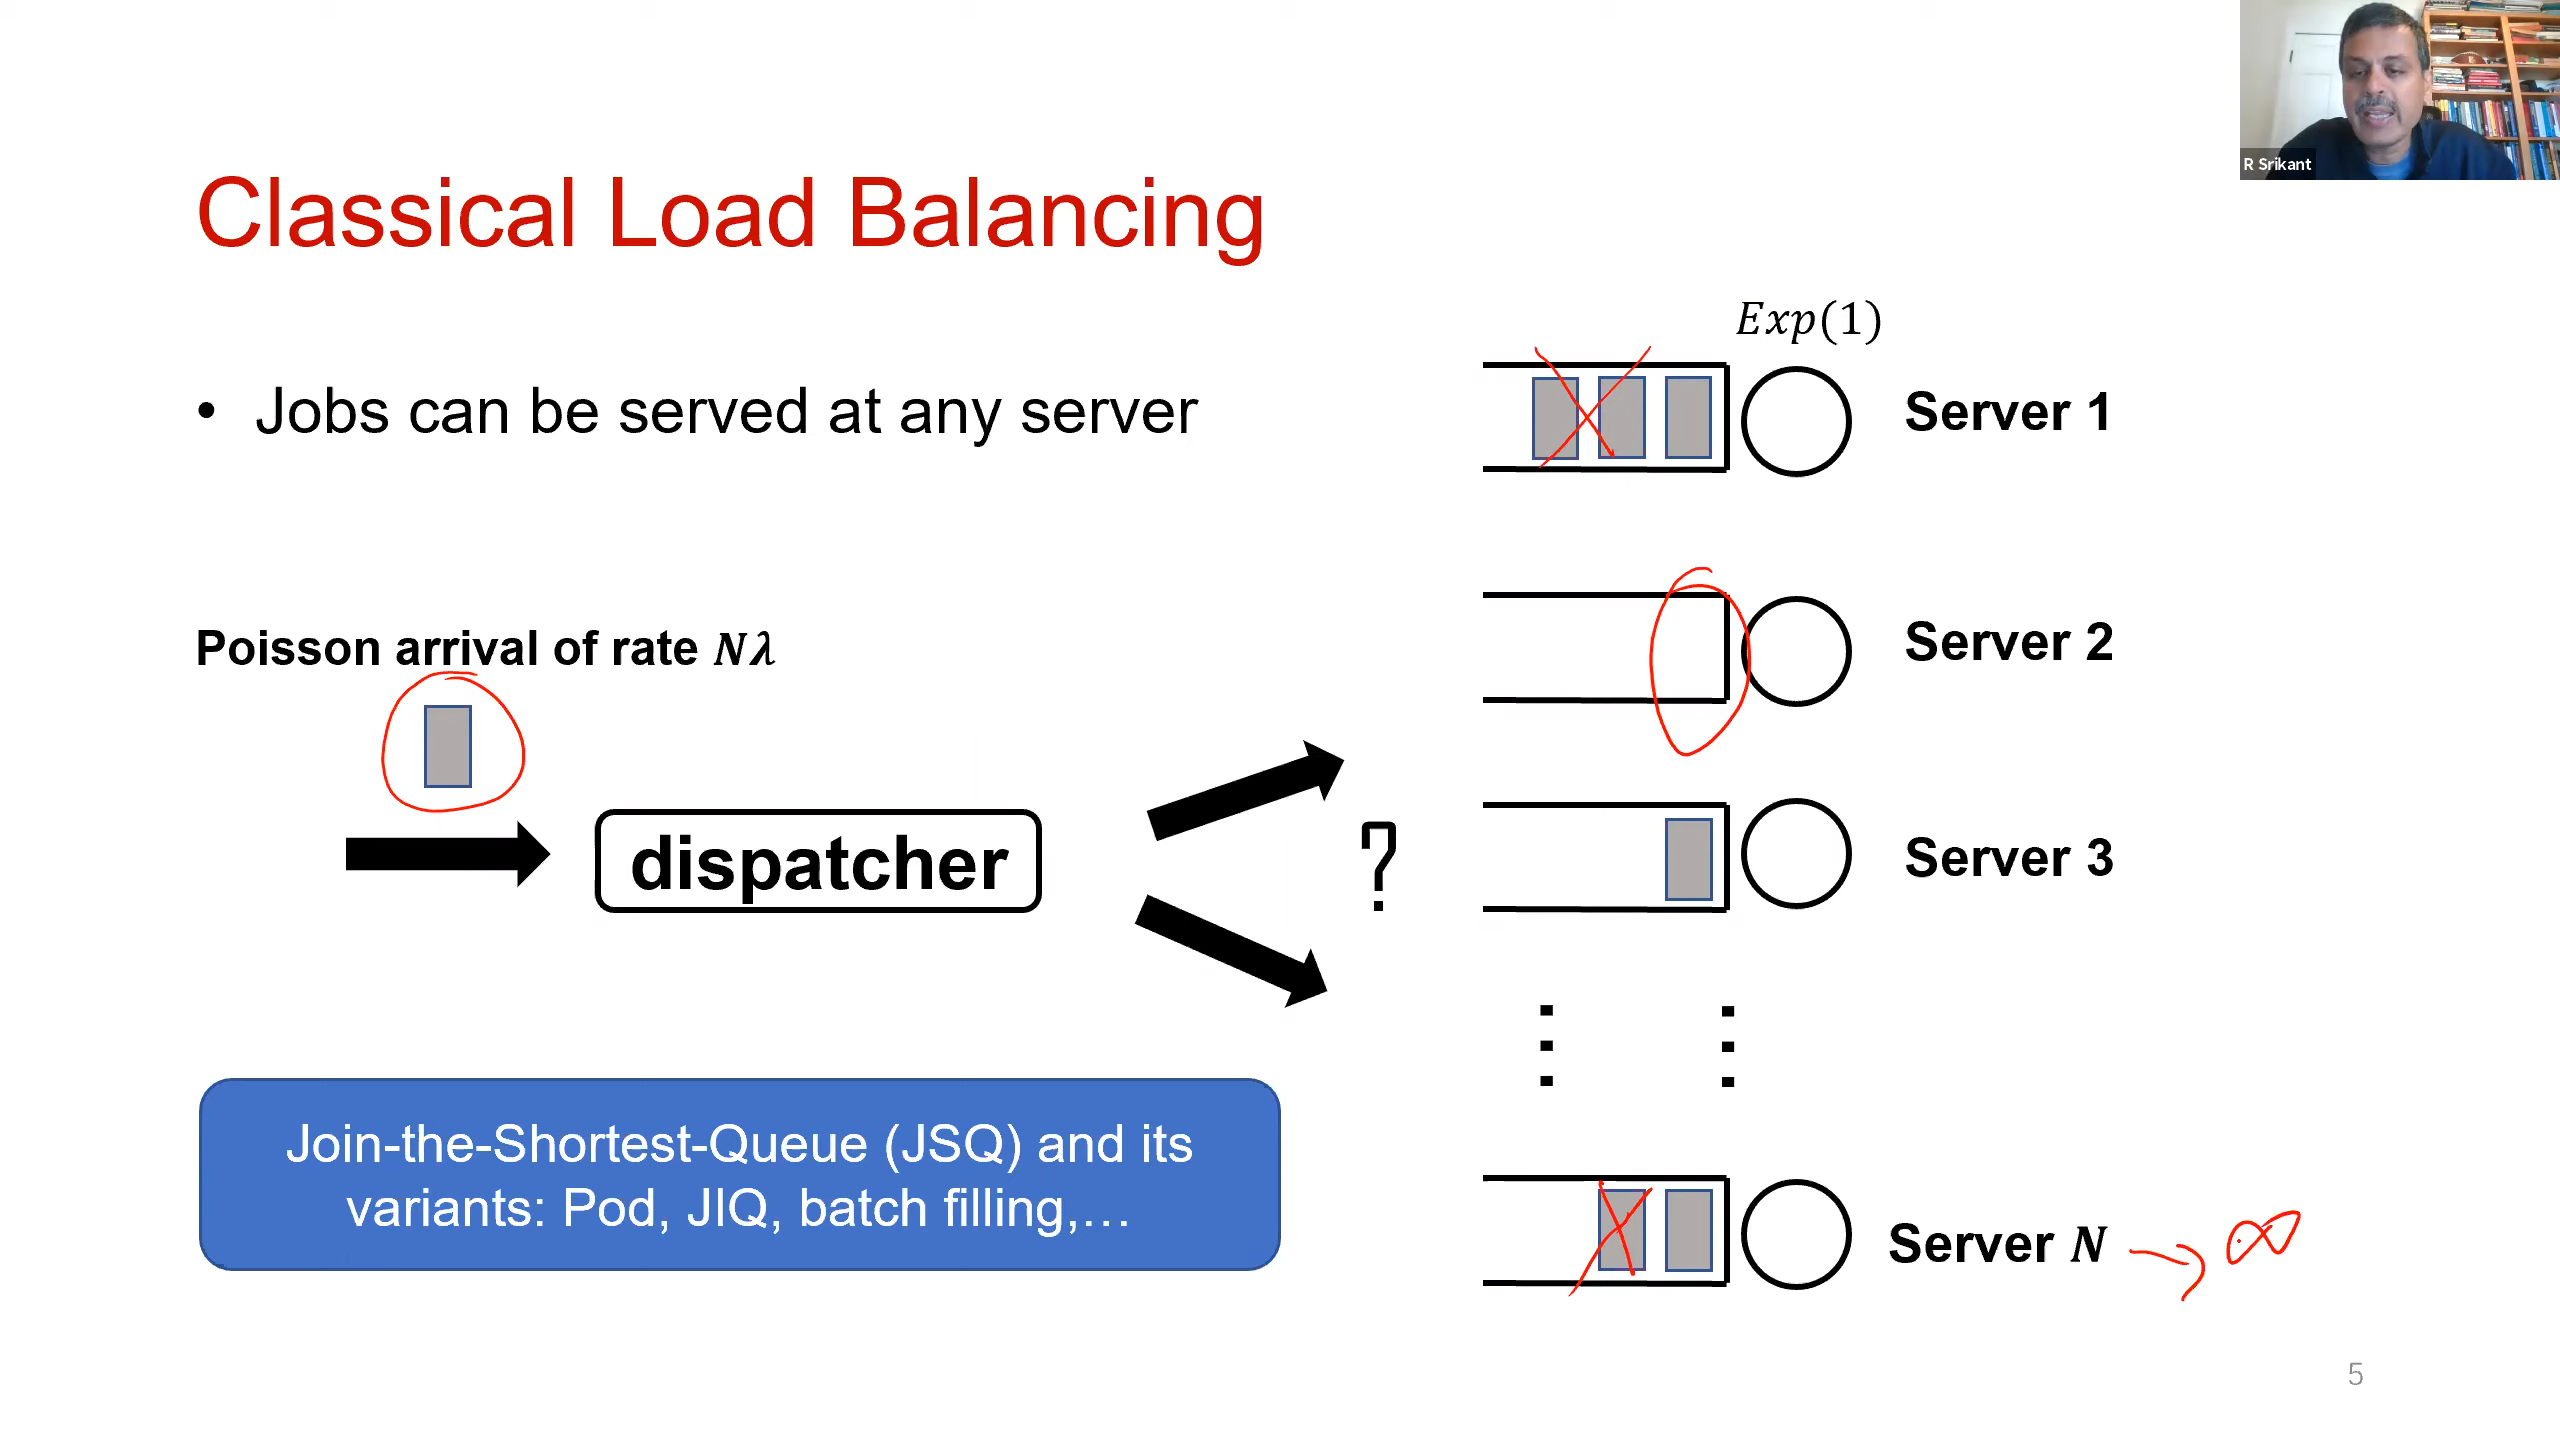 R Srikant
Classical Load Balancing
Exp(1)
• Jobs can be served at any server
Server 1
Poisson arrival of rate Nλ
Server 2
dispatcher
?
Server 3
Join-the-Shortest-Queue (JSQ) and its
variants: Pod, JIQ, batch filling,…
Server N → ∞
5